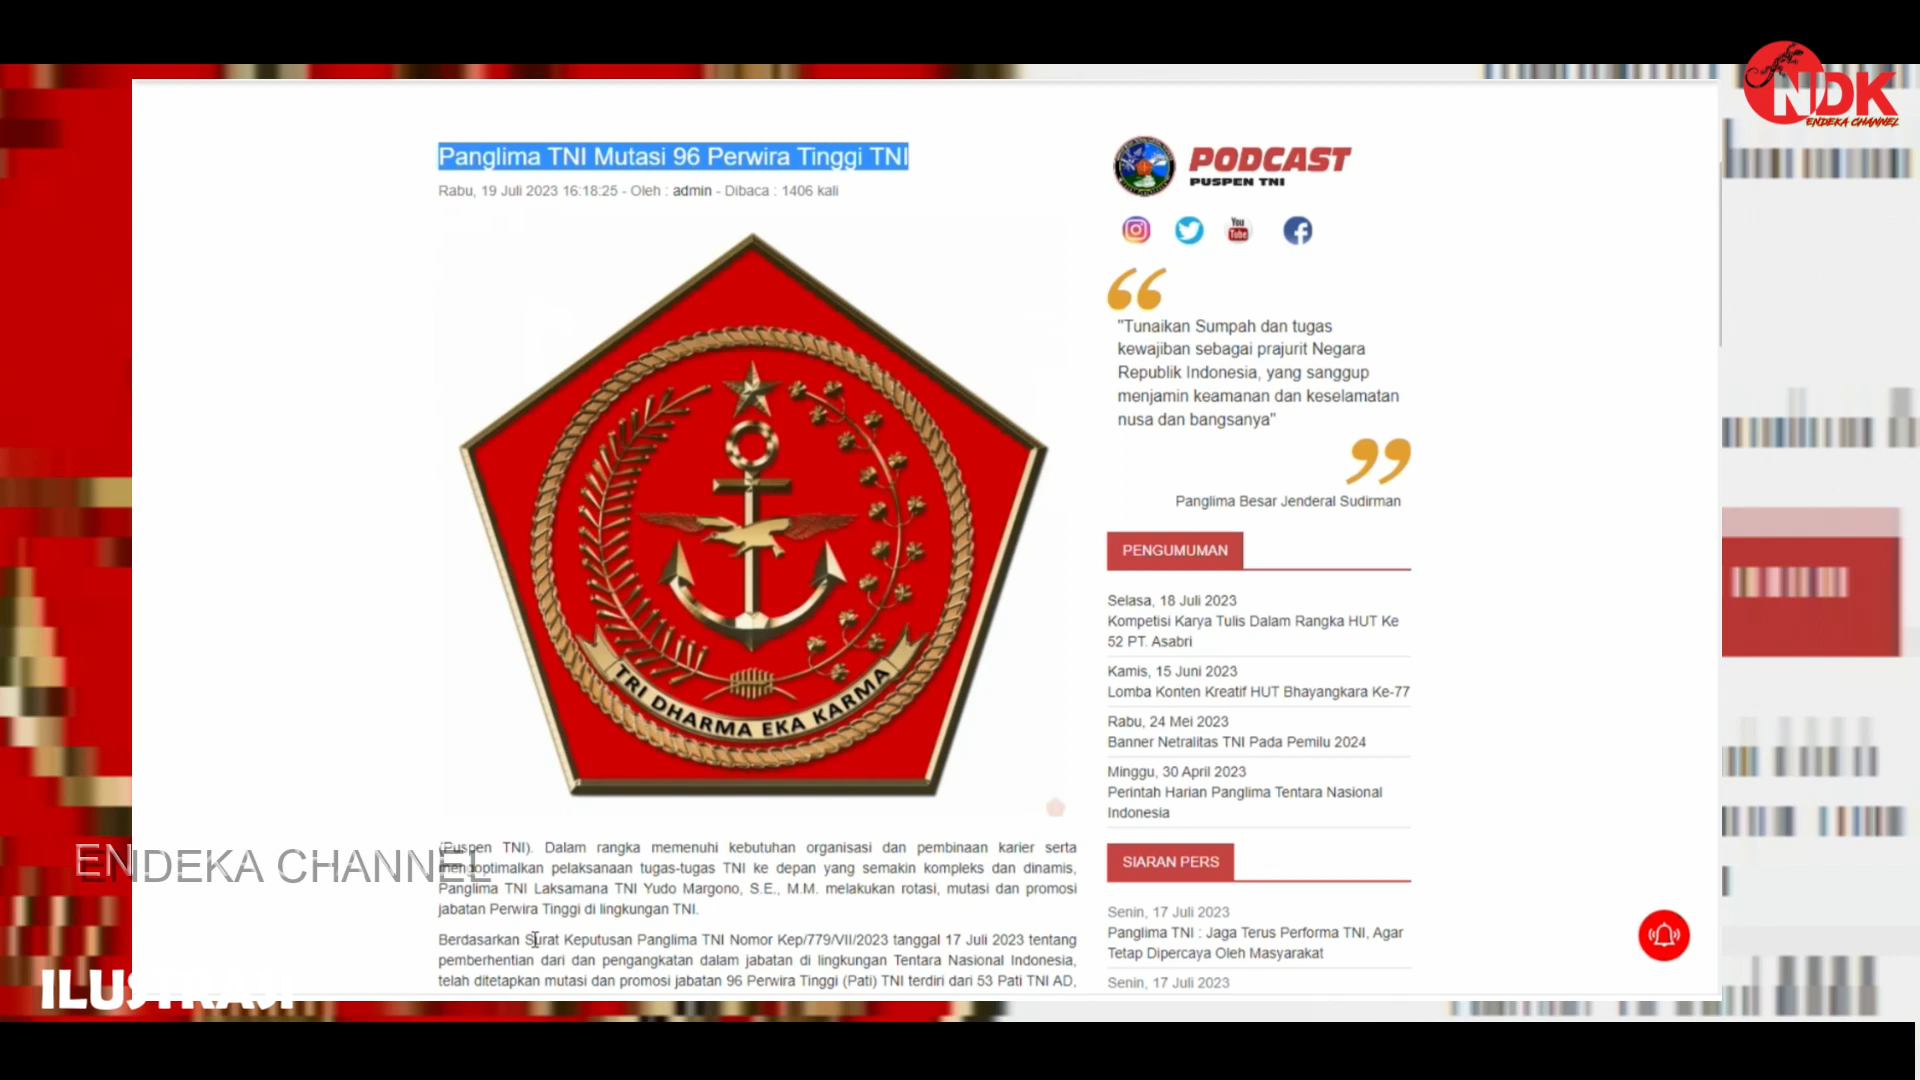 NDK
ENDEKA CHANNEL
Panglima TNI Mutasi 96 Perwira Tinggi TNI
Rabu, 19 Juli 2023 16:18:25 - Oleh : admin - Dibaca : 1406 kali
TRI DHARMA EKA KARMA
(Puspen TNI). Dalam rangka memenuhi kebutuhan organisasi dan pembinaan karier serta
mengoptimalkan pelaksanaan tugas-tugas TNI ke depan yang semakin kompleks dan dinamis,
Panglima TNI Laksamana TNI Yudo Margono, S.E., M.M. melakukan rotasi, mutasi dan promosi
jabatan Perwira Tinggi di lingkungan TNI.
Berdasarkan Surat Keputusan Panglima TNI Nomor Kep/779/VII/2023 tanggal 17 Juli 2023 tentang
pemberhentian dari dan pengangkatan dalam jabatan di lingkungan Tentara Nasional Indonesia,
telah ditetapkan mutasi dan promosi jabatan 96 Perwira Tinggi (Pati) TNI terdiri dari 53 Pati TNI AD,
PODCAST
PUSPEN TNI
You
Tube
"Tunaikan Sumpah dan tugas
kewajiban sebagai prajurit Negara
Republik Indonesia, yang sanggup
menjamin keamanan dan keselamatan
nusa dan bangsanya"
Panglima Besar Jenderal Sudirman
PENGUMUMAN
Selasa, 18 Juli 2023
Kompetisi Karya Tulis Dalam Rangka HUT Ke
52 PT. Asabri
Kamis, 15 Juni 2023
Lomba Konten Kreatif HUT Bhayangkara Ke-77
Rabu, 24 Mei 2023
Banner Netralitas TNI Pada Pemilu 2024
Minggu, 30 April 2023
Perintah Harian Panglima Tentara Nasional
Indonesia
SIARAN PERS
Senin, 17 Juli 2023
Panglima TNI : Jaga Terus Performa TNI, Agar
Tetap Dipercaya Oleh Masyarakat
Senin, 17 Juli 2023
ENDEKA CHANNEL
ILUSTRASI